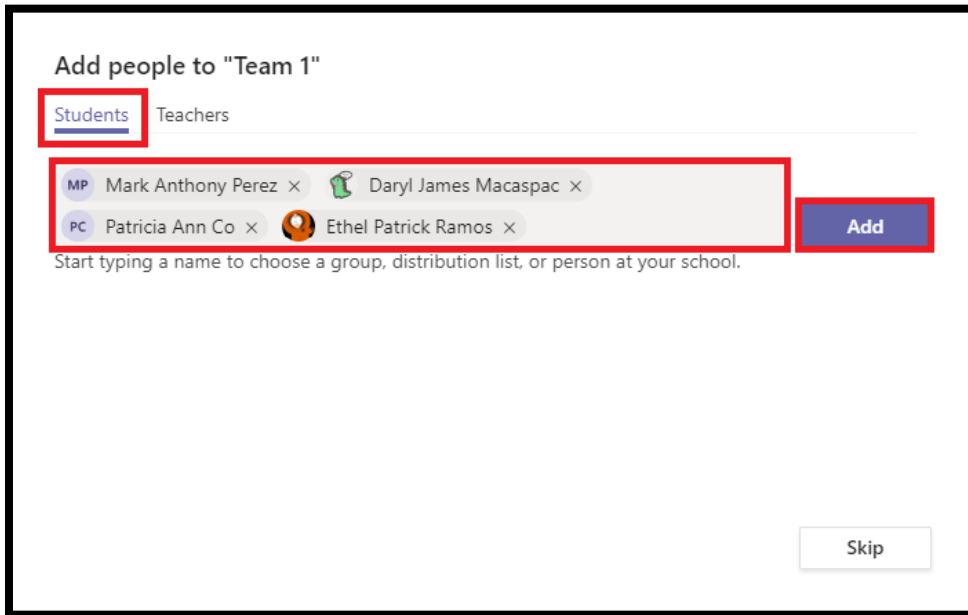 Add people to "Team 1"
Students Teachers
MP Mark Anthony Perez × Daryl James Macaspac ×
PC Patricia Ann Co × Ethel Patrick Ramos ×
Add
Start typing a name to choose a group, distribution list, or person at your school.
Skip